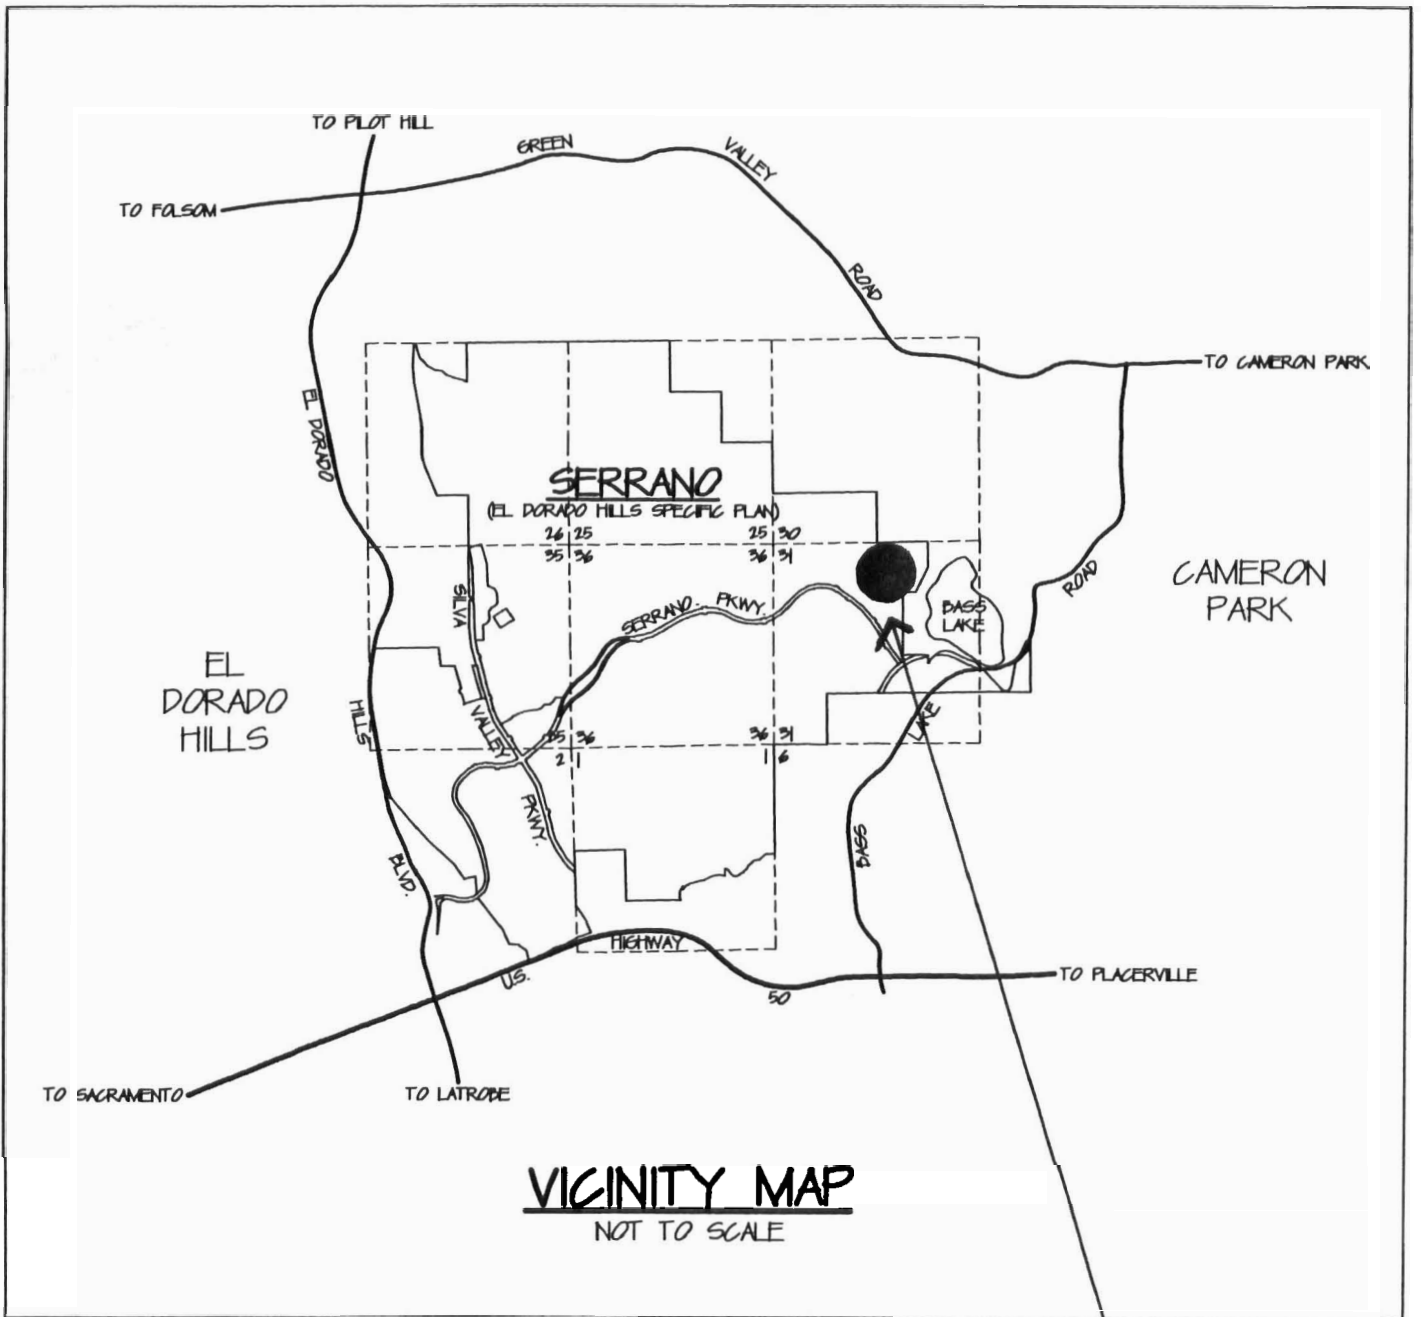 TO PILOT HILL
GREEN VALLEY ROAD
TO FOLSOM
TO CAMERON PARK
EL DORADO HILLS BLVD.
SERRANO
(EL DORADO HILLS SPECIFIC PLAN)
26 25
35 36
25 30
36 31
SILVA VALLEY PKWY.
SERRANO PKWY.
BASS
LAKE
BASS LAKE ROAD
CAMERON
PARK
EL
DORADO
HILLS
35 36
2 1
36 31
1 6
U.S. HIGHWAY 50
TO PLACERVILLE
TO SACRAMENTO
TO LATROBE
VICINITY MAP
NOT TO SCALE